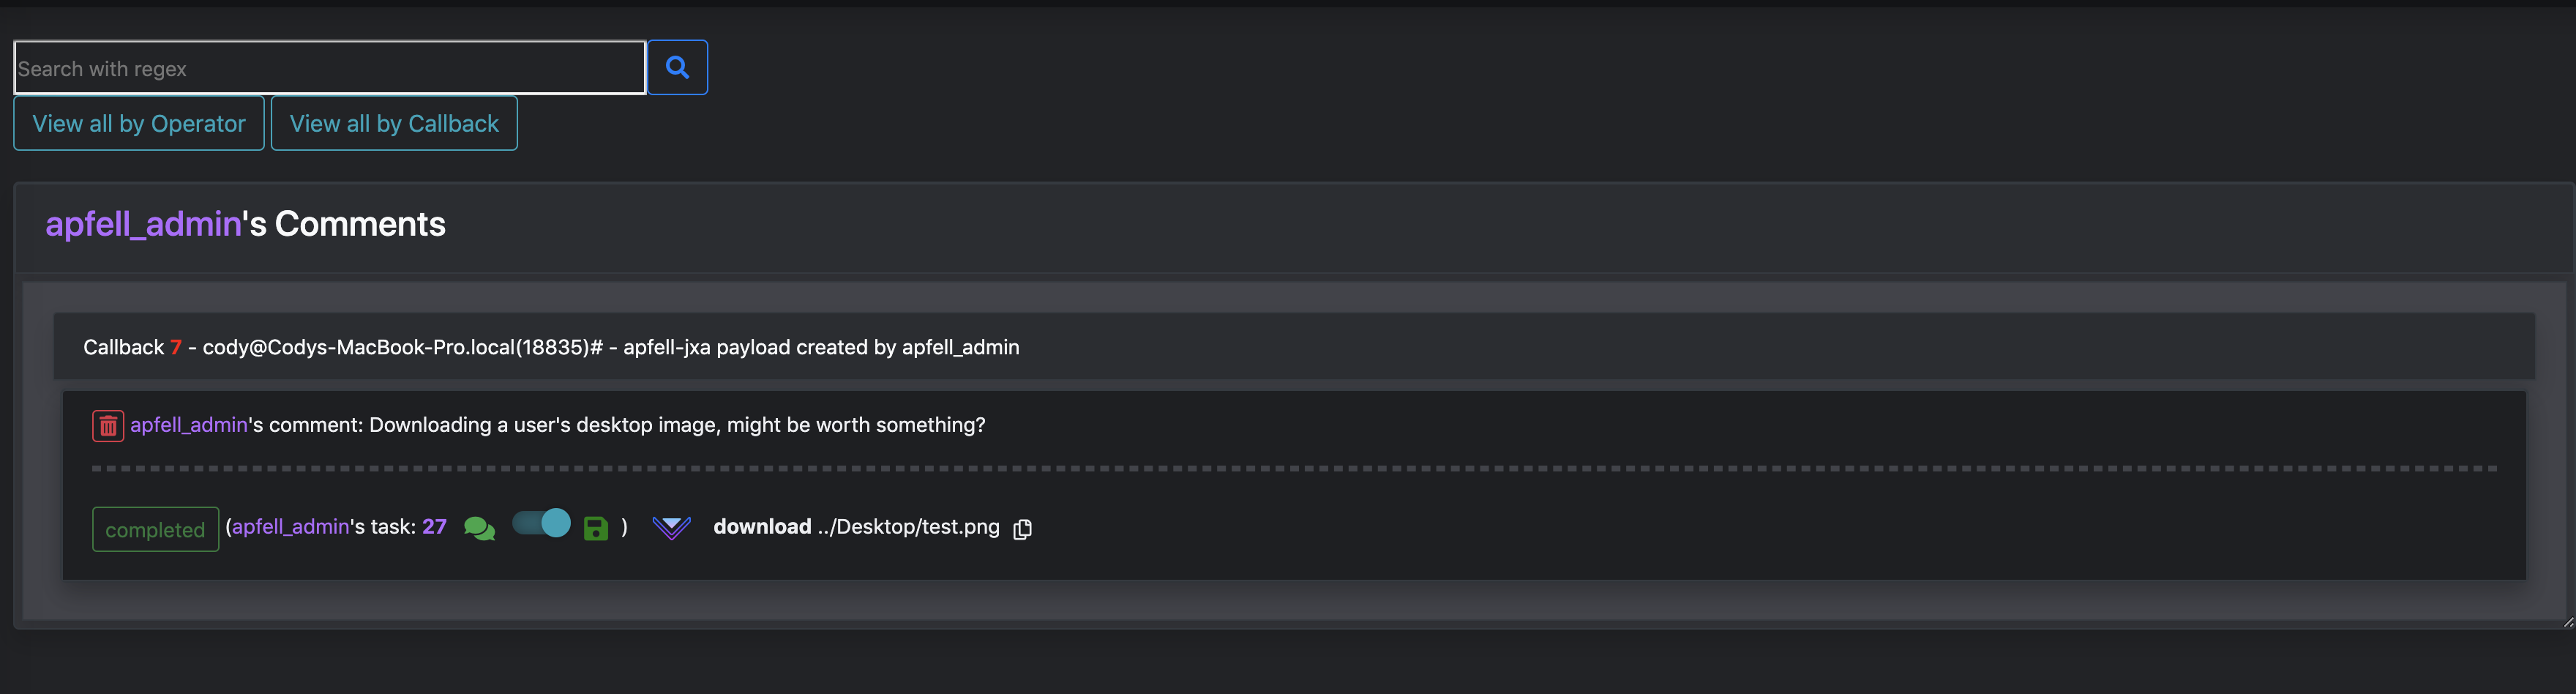 Search with regex
View all by Operator View all by Callback
apfell_admin's Comments
Callback 7 - cody@Codys-MacBook-Pro.local(18835)# - apfell-jxa payload created by apfell_admin
apfell_admin's comment: Downloading a user's desktop image, might be worth something?
completed (apfell_admin's task: 27 ) download ../Desktop/test.png